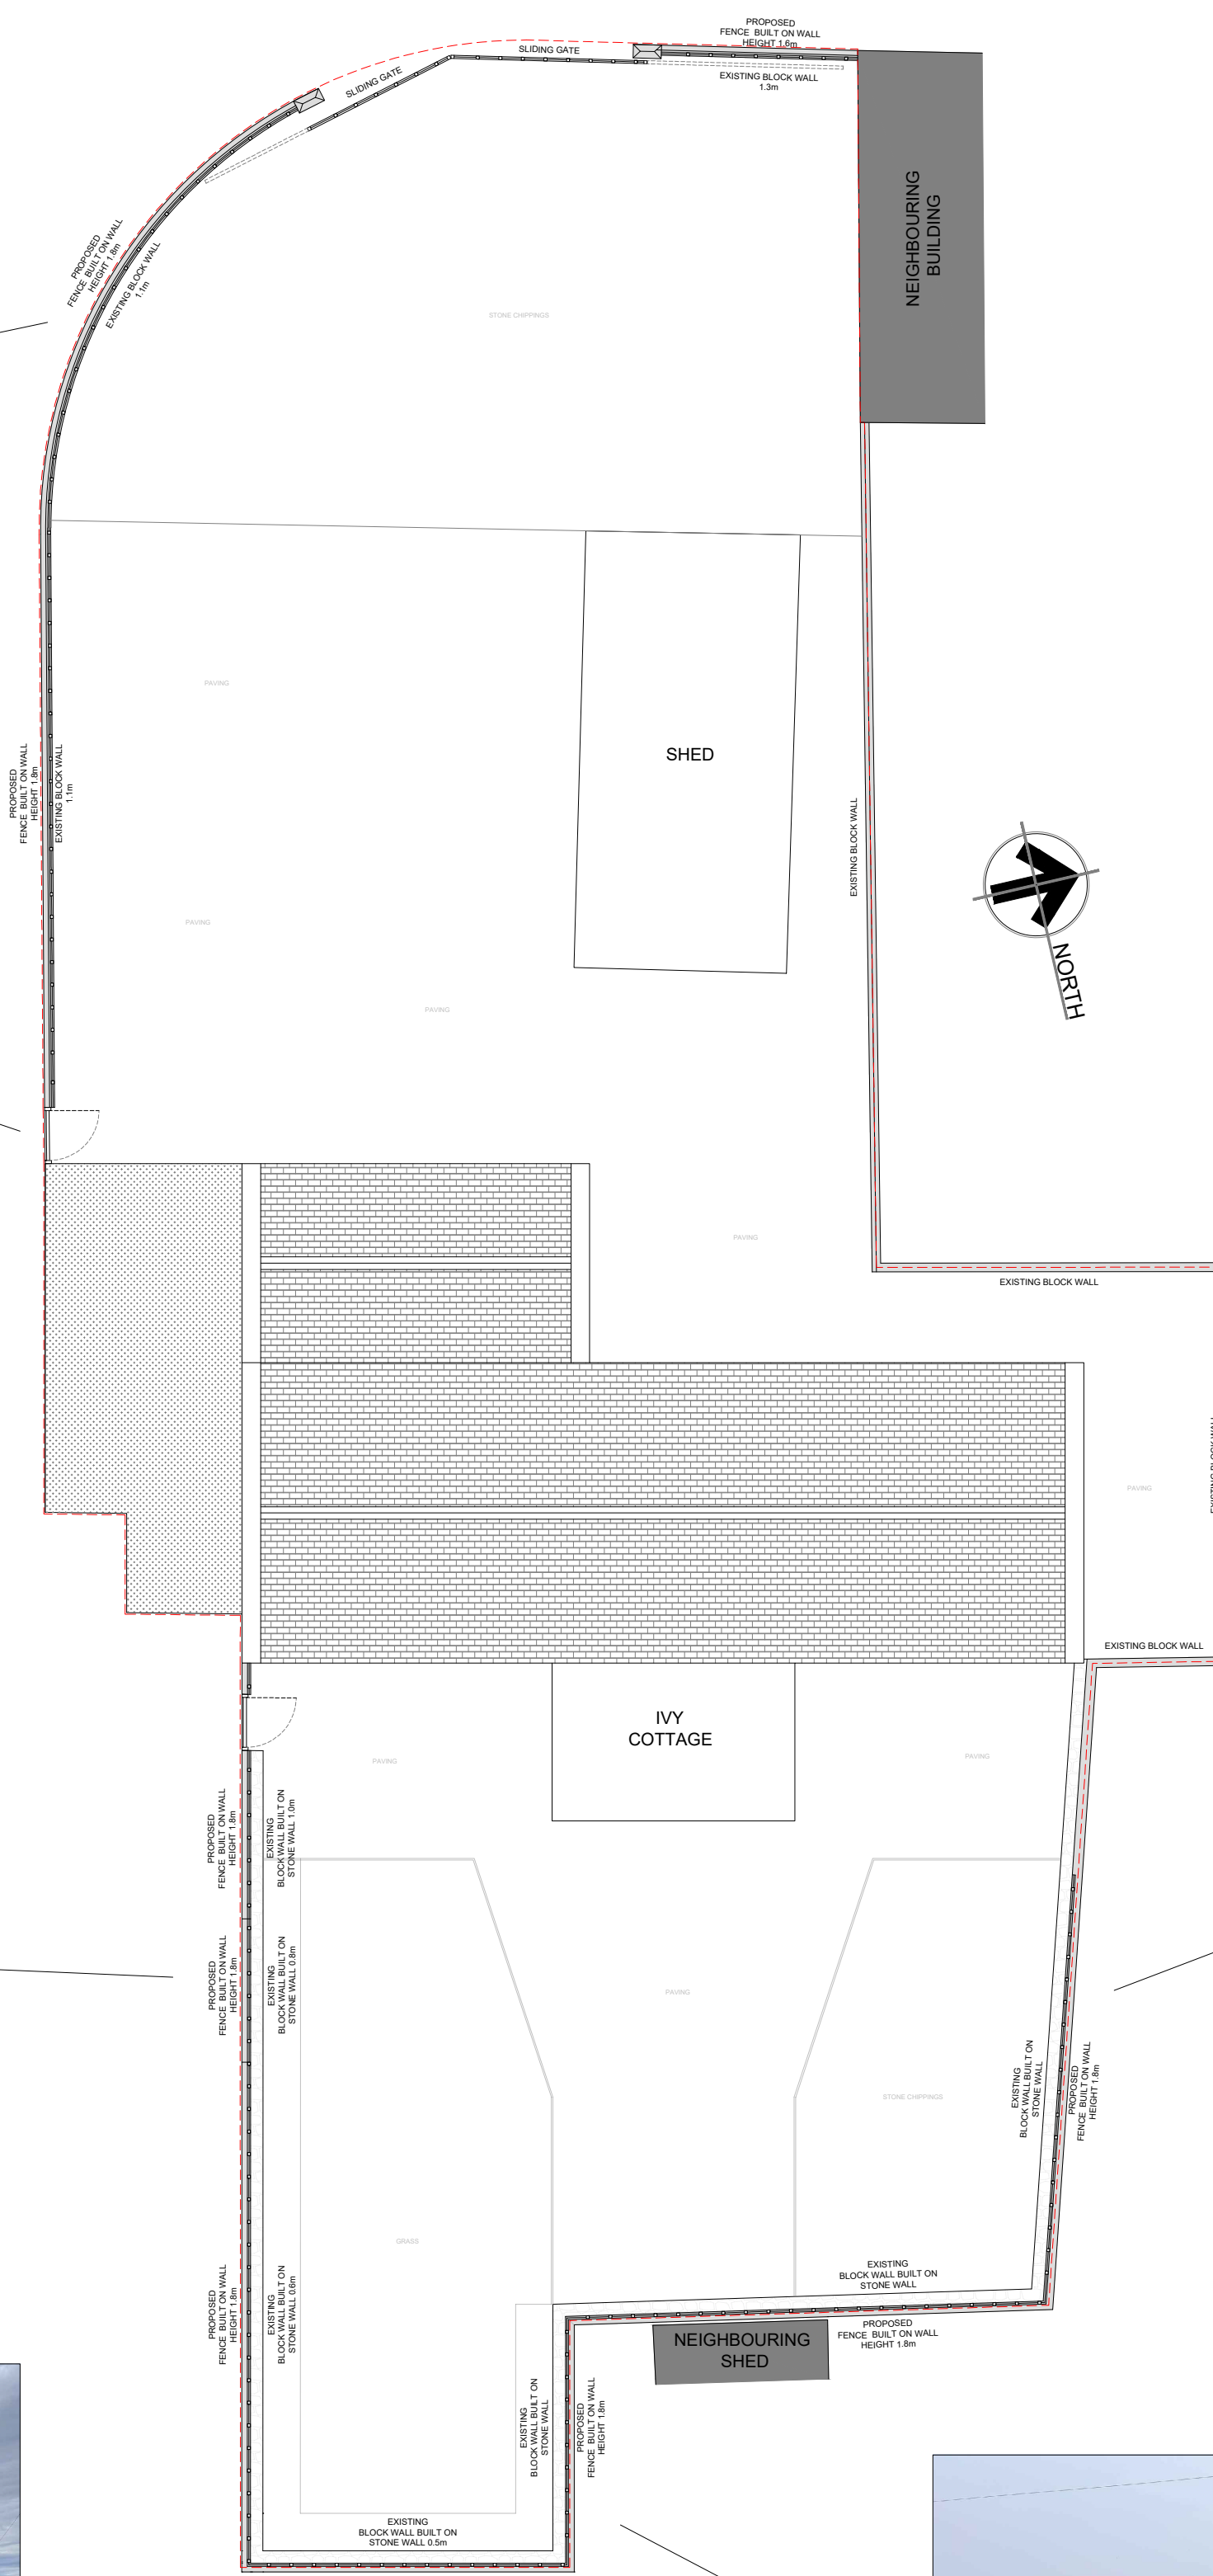 PROPOSED
FENCE BUILT ON WALL
HEIGHT 1.6m
SLIDING GATE
EXISTING BLOCK WALL
1.3m
SLIDING GATE
NEIGHBOURING
BUILDING
PROPOSED
FENCE BUILT ON WALL
HEIGHT 1.8m
EXISTING BLOCK WALL
1.1m
STONE CHIPPINGS
PAVING
SHED
PROPOSED
FENCE BUILT ON WALL
HEIGHT 1.8m
EXISTING BLOCK WALL
1.1m
EXISTING BLOCK WALL
PAVING
NORTH
PAVING
PAVING
EXISTING BLOCK WALL
EXISTING BLOCK WALL
PAVING
EXISTING BLOCK WALL
IVY
COTTAGE
PAVING
PAVING
PROPOSED
FENCE BUILT ON WALL
HEIGHT 1.8m
EXISTING
BLOCK WALL BUILT ON
STONE WALL 1.0m
PROPOSED
FENCE BUILT ON WALL
HEIGHT 1.8m
EXISTING
BLOCK WALL BUILT ON
STONE WALL 0.8m
PAVING
STONE CHIPPINGS
EXISTING
BLOCK WALL BUILT ON
STONE WALL
PROPOSED
FENCE BUILT ON WALL
HEIGHT 1.8m
GRASS
PROPOSED
FENCE BUILT ON WALL
HEIGHT 1.8m
EXISTING
BLOCK WALL BUILT ON
STONE WALL 0.6m
EXISTING
BLOCK WALL BUILT ON
STONE WALL
NEIGHBOURING
SHED
PROPOSED
FENCE BUILT ON WALL
HEIGHT 1.8m
EXISTING
BLOCK WALL BUILT ON
STONE WALL
PROPOSED
FENCE BUILT ON WALL
HEIGHT 1.8m
EXISTING
BLOCK WALL BUILT ON
STONE WALL 0.5m